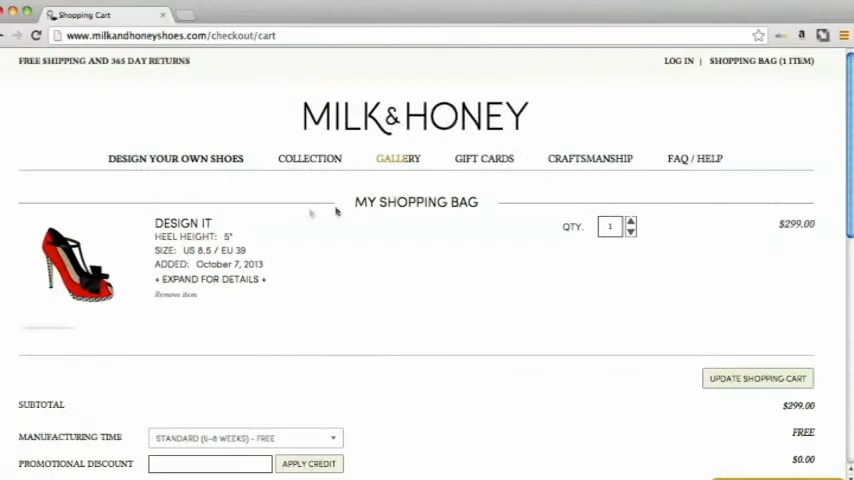 Shopping Cart
www.milkandhoneyshoes.com/checkout/cart
FREE SHIPPING AND 365 DAY RETURNS
LOG IN | SHOPPING BAG (1 ITEM)
MILK & HONEY
DESIGN YOUR OWN SHOES COLLECTION GALLERY GIFT CARDS CRAFTSMANSHIP FAQ / HELP
MY SHOPPING BAG
DESIGN IT QTY. 1 $299.00
HEEL HEIGHT: 5"
SIZE: US 8.5 / EU 39
ADDED: October 7, 2013
+ EXPAND FOR DETAILS +
Remove item
UPDATE SHOPPING CART
SUBTOTAL $299.00
MANUFACTURING TIME STANDARD (6-8 WEEKS) - FREE FREE
PROMOTIONAL DISCOUNT APPLY CREDIT $0.00